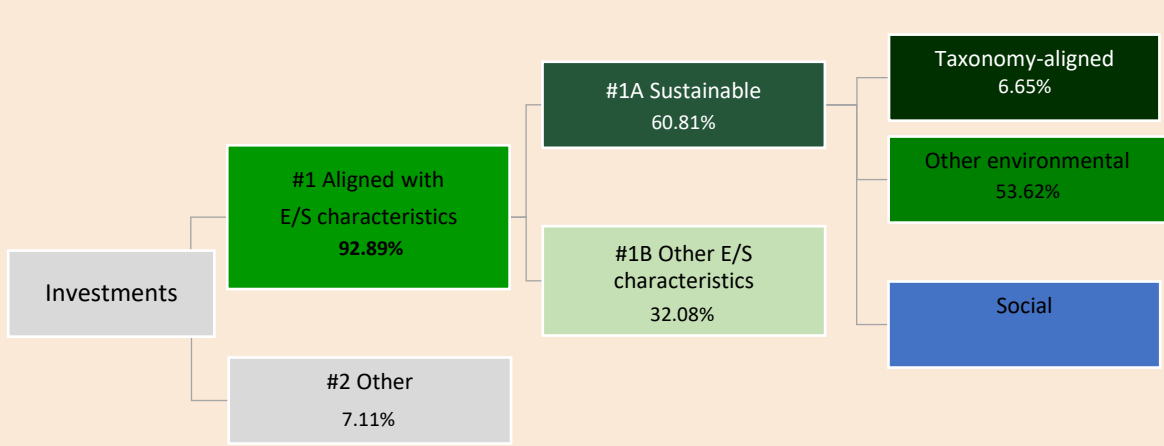 Investments
#1 Aligned with
E/S characteristics
92.89%
#2 Other
7.11%
#1A Sustainable
60.81%
#1B Other E/S
characteristics
32.08%
Taxonomy-aligned
6.65%
Other environmental
53.62%
Social